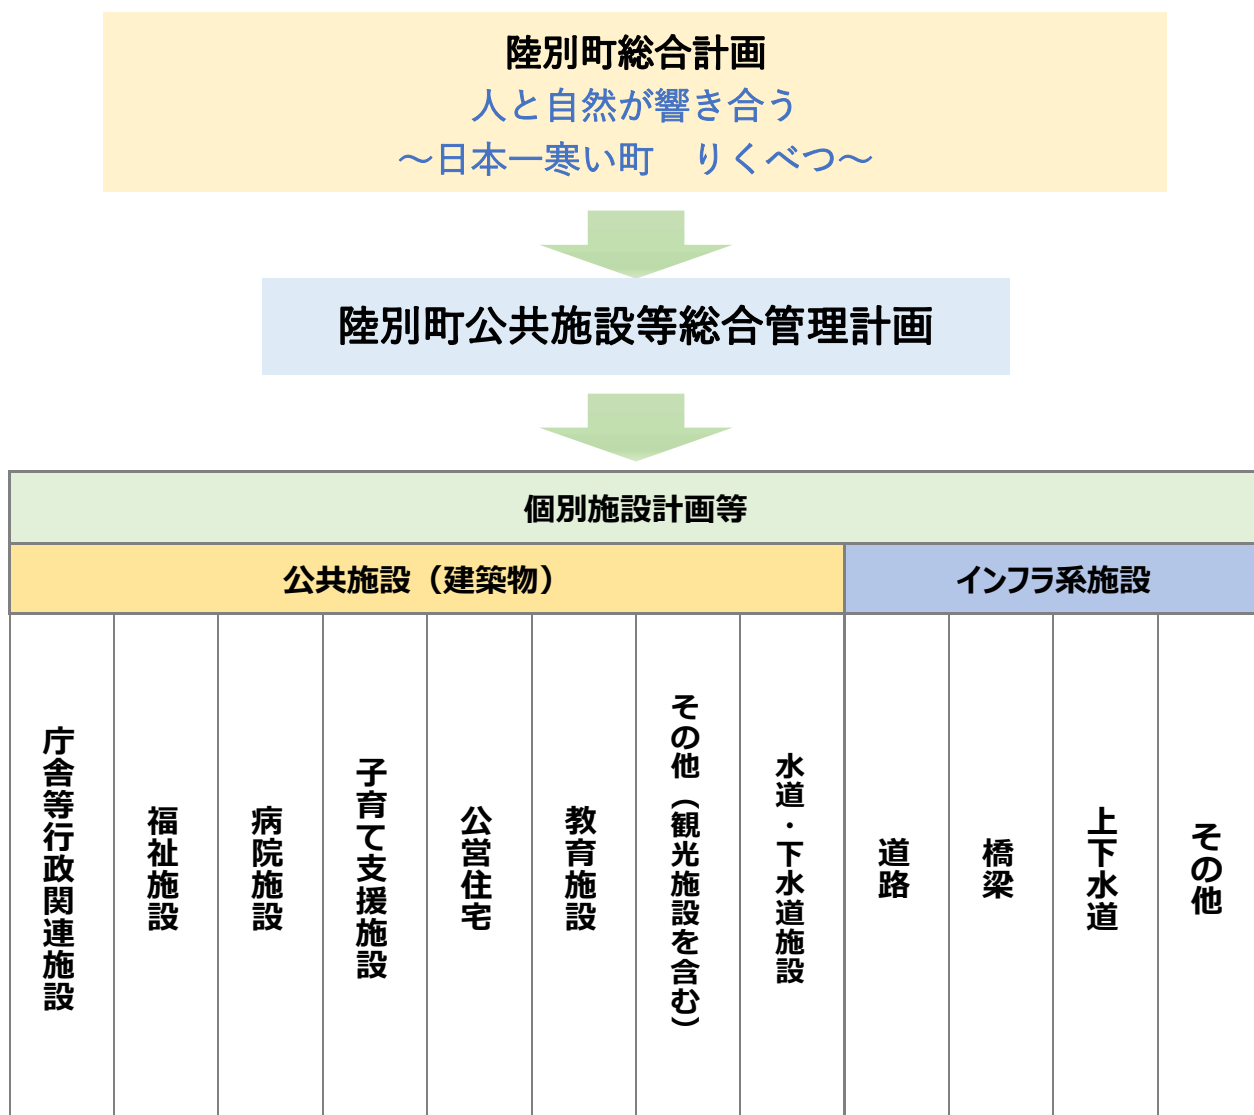 陸別町総合計画
人と自然が響き合う
～日本一寒い町　りくべつ～
陸別町公共施設等総合管理計画
個別施設計画等
公共施設（建築物）
インフラ系施設
庁舎等行政関連施設
福祉施設
病院施設
子育て支援施設
公営住宅
教育施設
その他（観光施設を含む）
水道・下水道施設
道路
橋梁
上下水道
その他